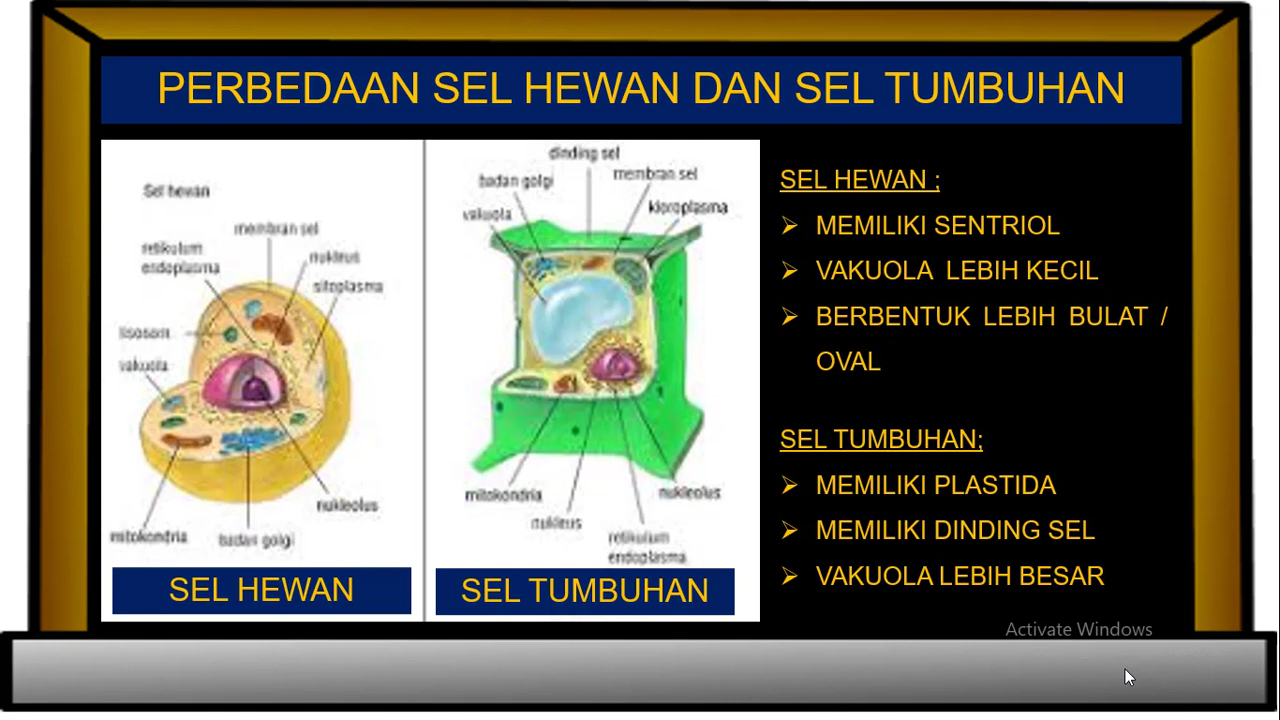 PERBEDAAN SEL HEWAN DAN SEL TUMBUHAN
Sel hewan
membran sel
retikulum
endoplasma
nukleus
sitoplasma
lisosom
vakuola
nukleolus
mitokondria
badan golgi
SEL HEWAN
dinding sel
badan golgi
membran sel
vakuola
kloroplasma
mitokondria
nukleus
nukleolus
retikulum
endoplasma
SEL TUMBUHAN
SEL HEWAN ;
➢ MEMILIKI SENTRIOL
➢ VAKUOLA LEBIH KECIL
➢ BERBENTUK LEBIH BULAT /
OVAL
SEL TUMBUHAN;
➢ MEMILIKI PLASTIDA
➢ MEMILIKI DINDING SEL
➢ VAKUOLA LEBIH BESAR
Activate Windows